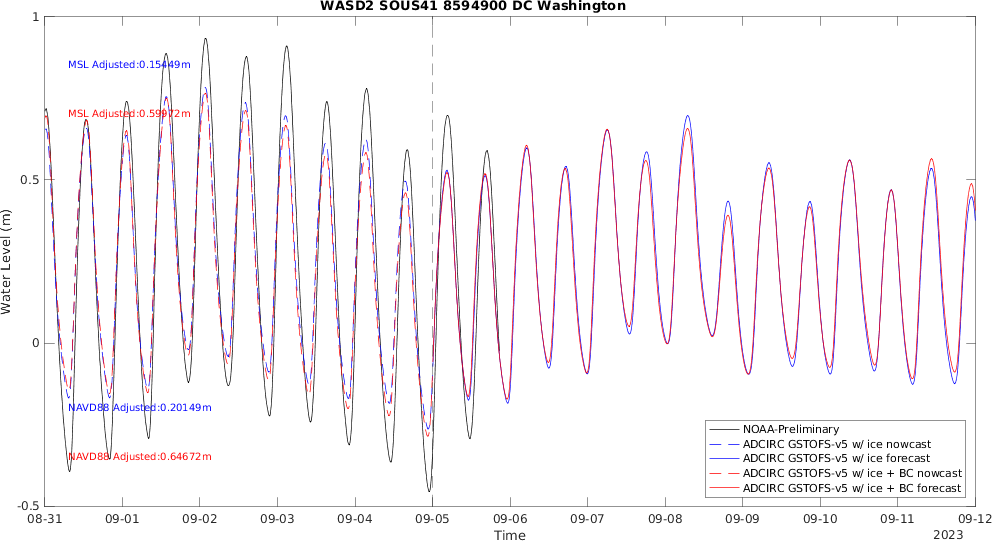 WASD2 SOUS41 8594900 DC Washington
1
MSL Adjusted:0.15449m
MSL Adjusted:0.59972m
0.5
Water Level (m)
0
NAVD88 Adjusted:0.20149m
NAVD88 Adjusted:0.64672m
-0.5
NOAA-Preliminary
ADCIRC GSTOFS-v5 w/ ice nowcast
ADCIRC GSTOFS-v5 w/ ice forecast
ADCIRC GSTOFS-v5 w/ ice + BC nowcast
ADCIRC GSTOFS-v5 w/ ice + BC forecast
08-31 09-01 09-02 09-03 09-04 09-05 09-06 09-07 09-08 09-09 09-10 09-11 09-12
Time
2023